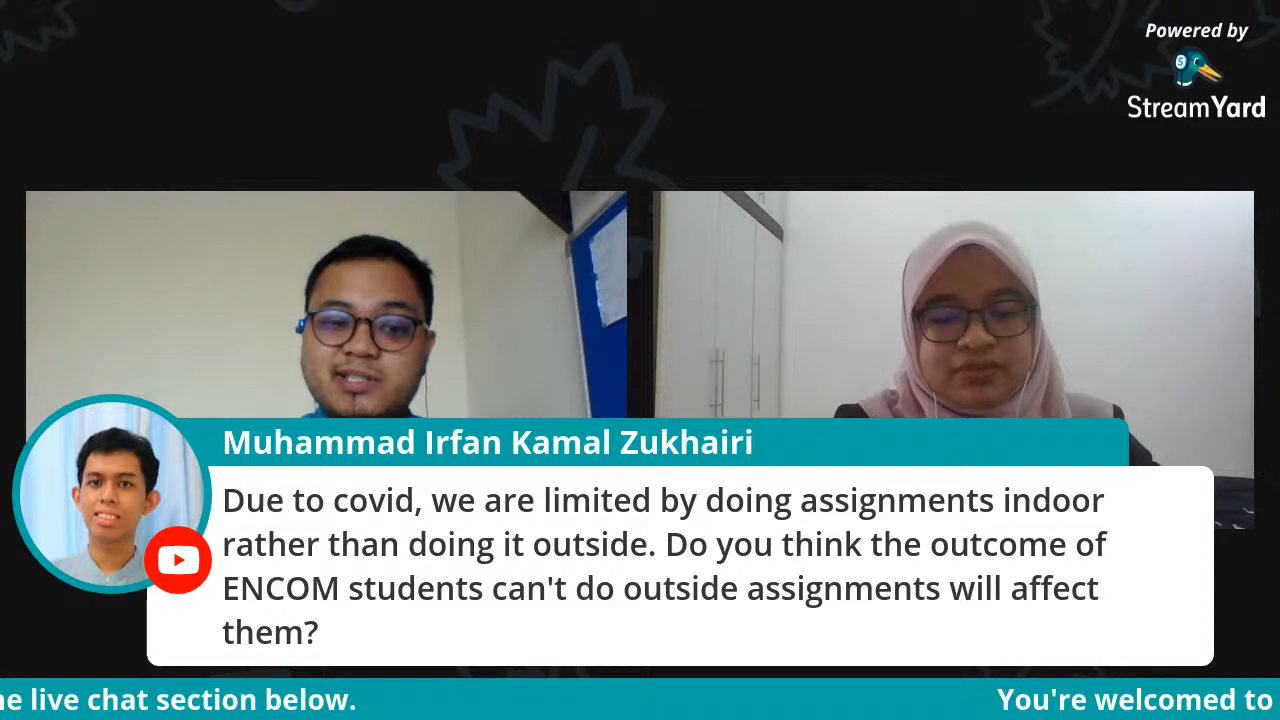 Powered by
StreamYard
Muhammad Irfan Kamal Zukhairi
Due to covid, we are limited by doing assignments indoor
rather than doing it outside. Do you think the outcome of
ENCOM students can't do outside assignments will affect
them?
he live chat section below.
You're welcomed to